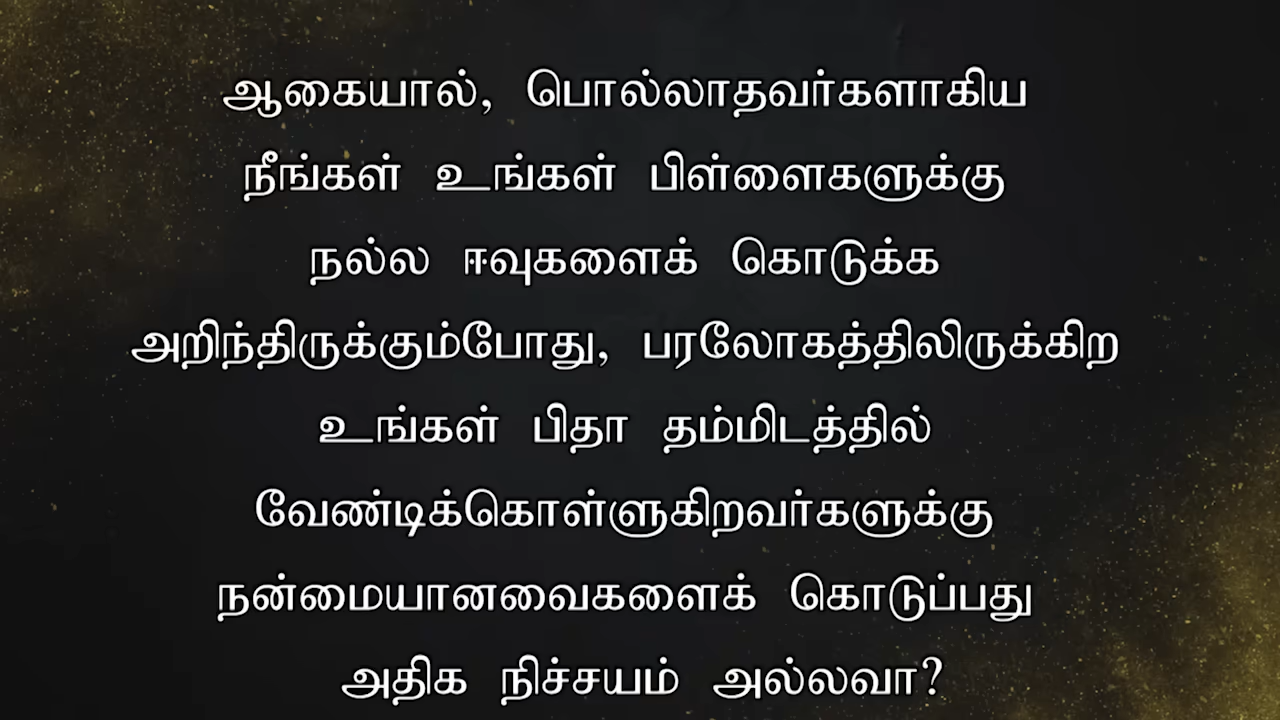 ஆகையால், பொல்லாதவர்களாகிய
நீங்கள் உங்கள் பிள்ளைகளுக்கு
நல்ல ஈவுகளைக் கொடுக்க
அறிந்திருக்கும்போது, பரலோகத்திலிருக்கிற
உங்கள் பிதா தம்மிடத்தில்
வேண்டிக்கொள்ளுகிறவர்களுக்கு
நன்மையானவைகளைக் கொடுப்பது
அதிக நிச்சயம் அல்லவா?